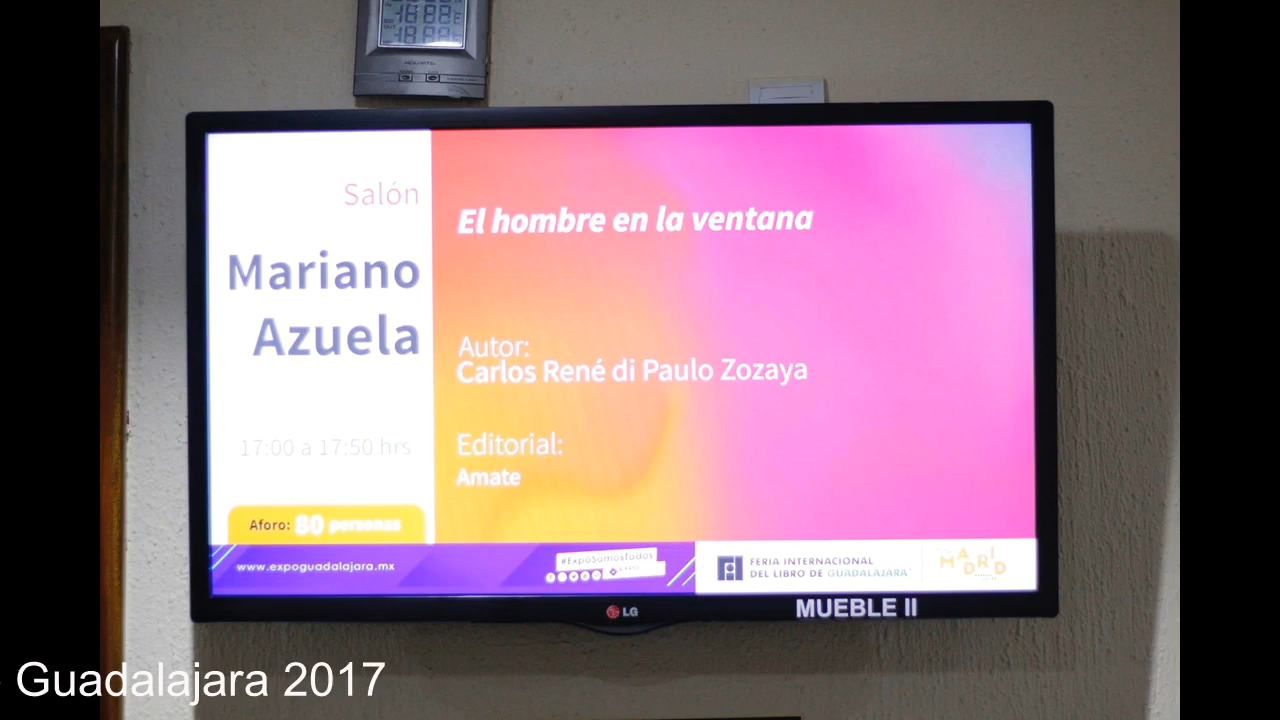 Salón
Mariano
Azuela
17:00 a 17:50 hrs
Aforo: 80 personas
El hombre en la ventana
Autor:
Carlos René di Paulo Zozaya
Editorial:
Amate
www.expoguadalajara.mx
#ExpoSomosTodos
FERIA INTERNACIONAL
DEL LIBRO DE GUADALAJARA
MADRID
LG
MUEBLE II
Guadalajara 2017